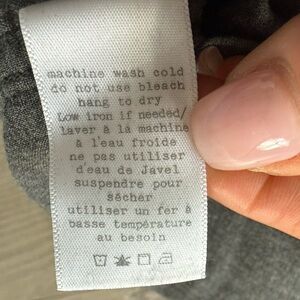 machine wash cold
do not use bleach
hang to dry
Low iron if needed/
laver à la machine
à l'eau froide
ne pas utiliser
d'eau de Javel
suspendre pour
sécher
utiliser un fer à
basse température
au besoin